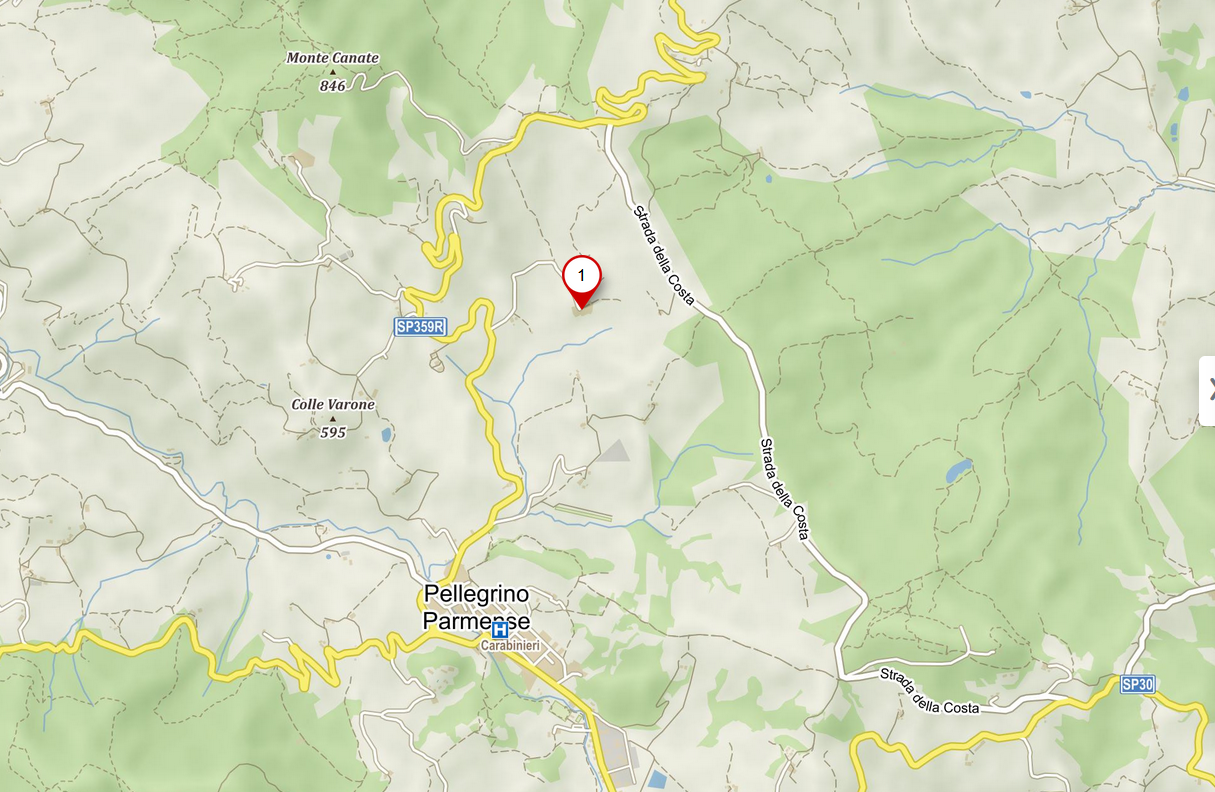 Monte Canate
846
Strada della Costa
1
SP359R
Colle Varone
595
Strada della Costa
Pellegrino
Parmense
H
Carabinieri
SP30
Strada della Costa